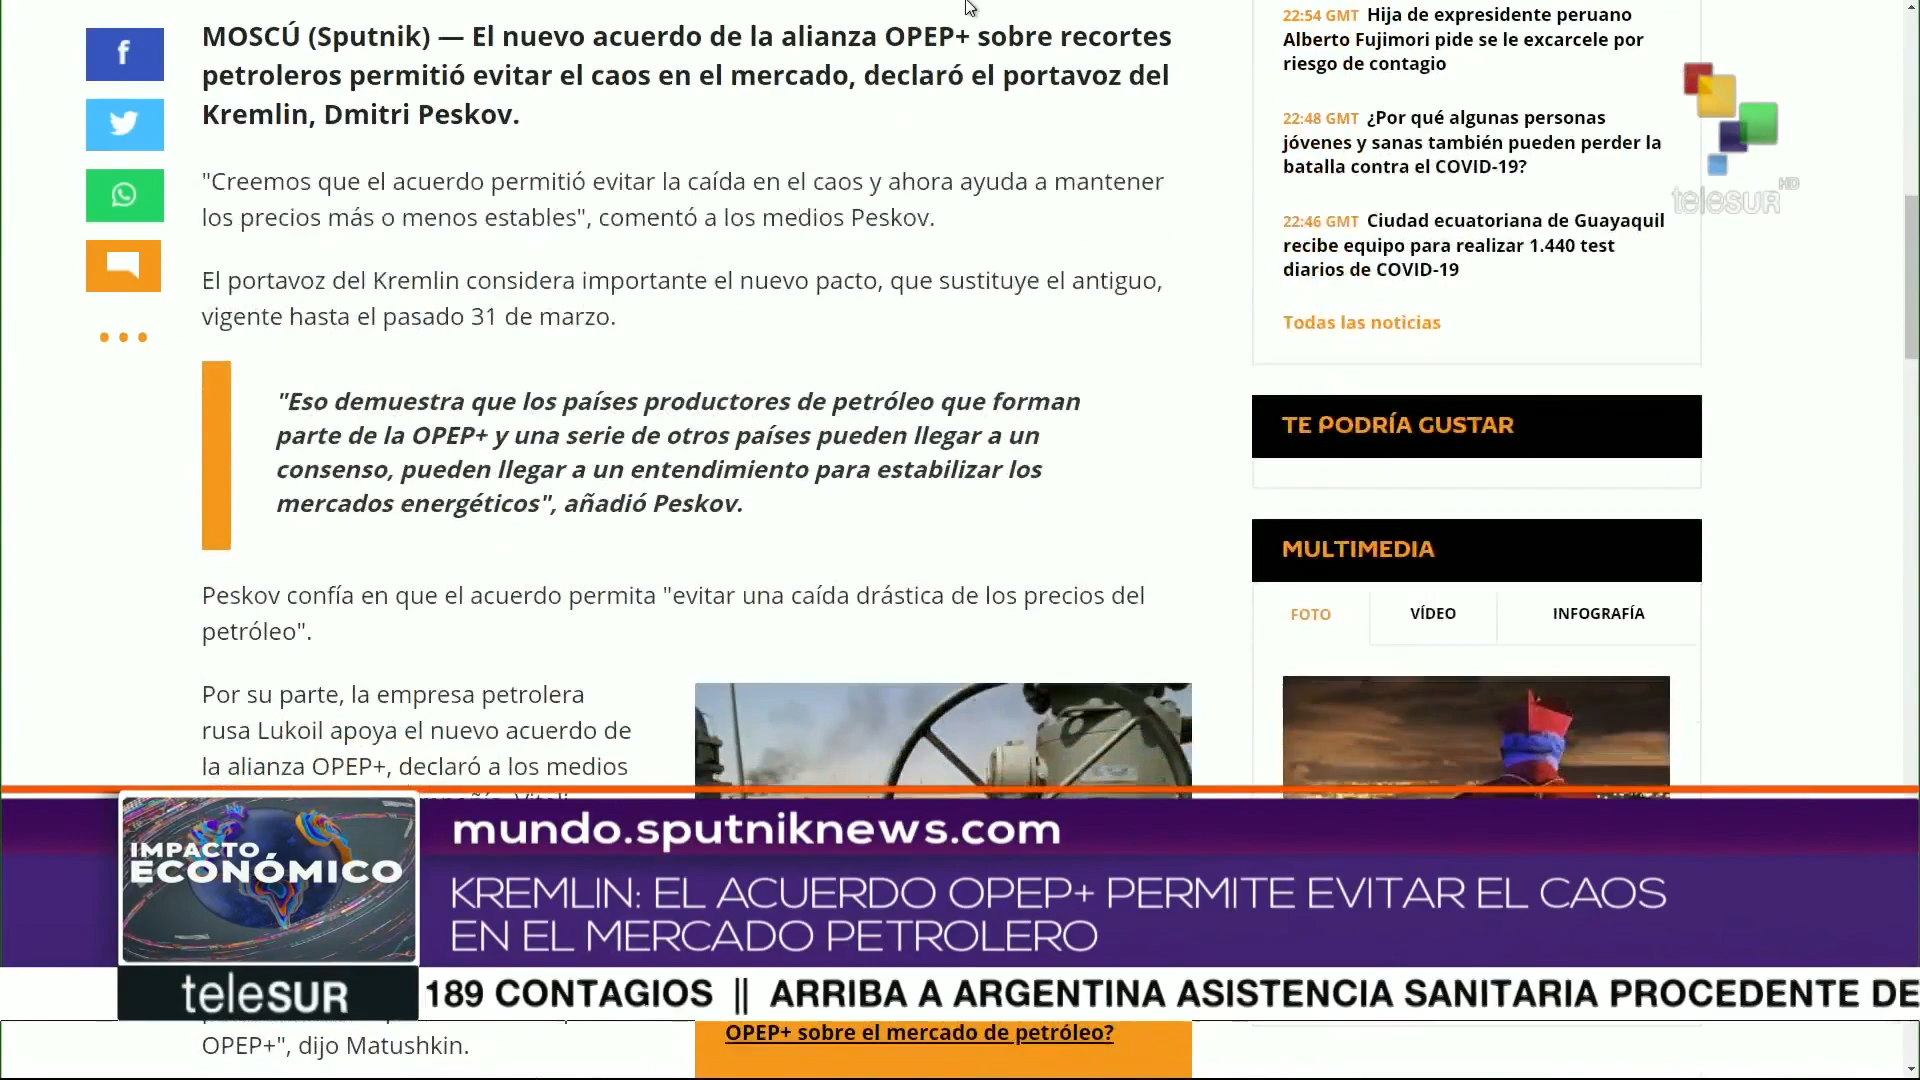 MOSCÚ (Sputnik) — El nuevo acuerdo de la alianza OPEP+ sobre recortes
petroleros permitió evitar el caos en el mercado, declaró el portavoz del
Kremlin, Dmitri Peskov.
"Creemos que el acuerdo permitió evitar la caída en el caos y ahora ayuda a mantener
los precios más o menos estables", comentó a los medios Peskov.
El portavoz del Kremlin considera importante el nuevo pacto, que sustituye el antiguo,
vigente hasta el pasado 31 de marzo.
"Eso demuestra que los países productores de petróleo que forman
parte de la OPEP+ y una serie de otros países pueden llegar a un
consenso, pueden llegar a un entendimiento para estabilizar los
mercados energéticos", añadió Peskov.
Peskov confía en que el acuerdo permita "evitar una caída drástica de los precios del
petróleo".
Por su parte, la empresa petrolera
rusa Lukoil apoya el nuevo acuerdo de
la alianza OPEP+, declaró a los medios
OPEP+", dijo Matushkin.
OPEP+ sobre el mercado de petróleo?
22:54 GMT Hija de expresidente peruano
Alberto Fujimori pide se le excarcele por
riesgo de contagio
22:48 GMT ¿Por qué algunas personas
jóvenes y sanas también pueden perder la
batalla contra el COVID-19?
22:46 GMT Ciudad ecuatoriana de Guayaquil
recibe equipo para realizar 1.440 test
diarios de COVID-19
Todas las noticias
TE PODRÍA GUSTAR
MULTIMEDIA
FOTO VÍDEO INFOGRAFÍA
teleSUR HD
IMPACTO
ECONÓMICO
mundo.sputniknews.com
KREMLIN: EL ACUERDO OPEP+ PERMITE EVITAR EL CAOS
EN EL MERCADO PETROLERO
teleSUR
189 CONTAGIOS || ARRIBA A ARGENTINA ASISTENCIA SANITARIA PROCEDENTE DE